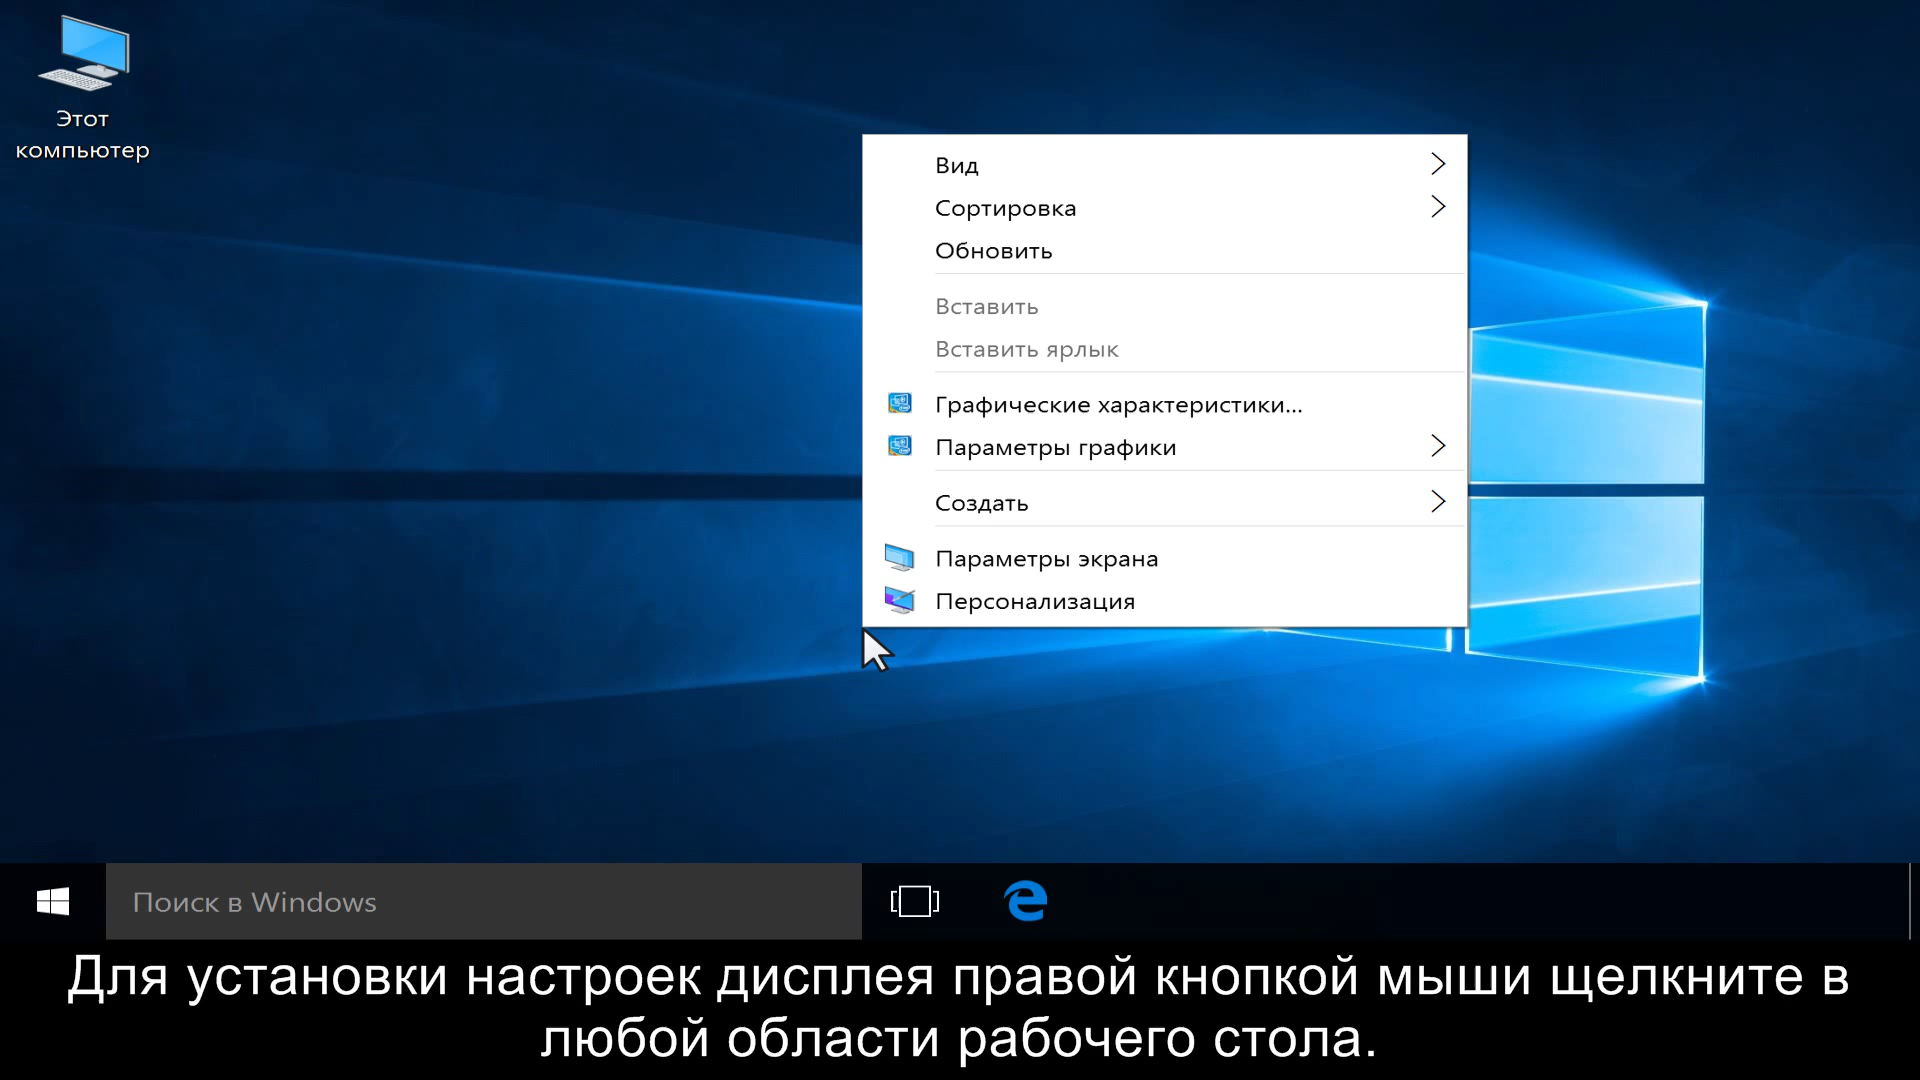 Этот
компьютер
Вид
Сортировка
Обновить
Вставить
Вставить ярлык
Графические характеристики...
Параметры графики
Создать
Параметры экрана
Персонализация
Поиск в Windows
Для установки настроек дисплея правой кнопкой мыши щелкните в
любой области рабочего стола.